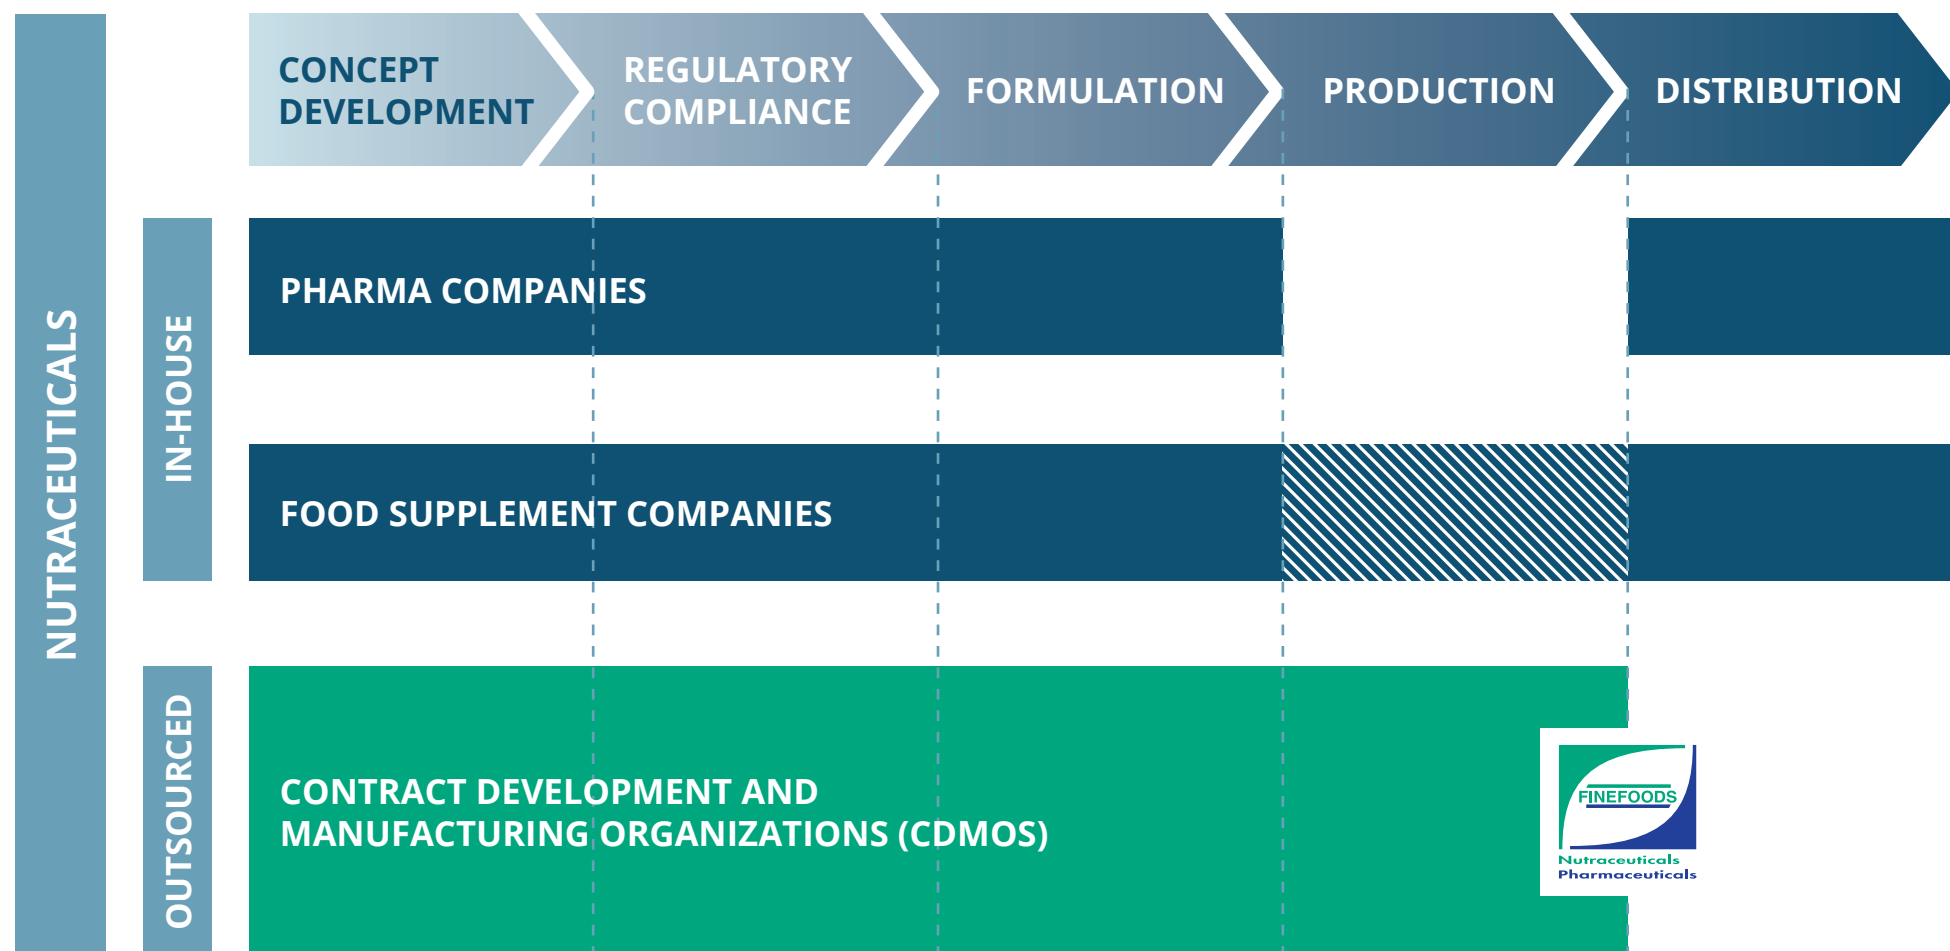 CONCEPT
DEVELOPMENT
REGULATORY
COMPLIANCE
FORMULATION
PRODUCTION
DISTRIBUTION
NUTRACEUTICALS
IN-HOUSE
PHARMA COMPANIES
FOOD SUPPLEMENT COMPANIES
OUTSOURCED
CONTRACT DEVELOPMENT AND
MANUFACTURING ORGANIZATIONS (CDMOS)
FINEFOODS
Nutraceuticals
Pharmaceuticals